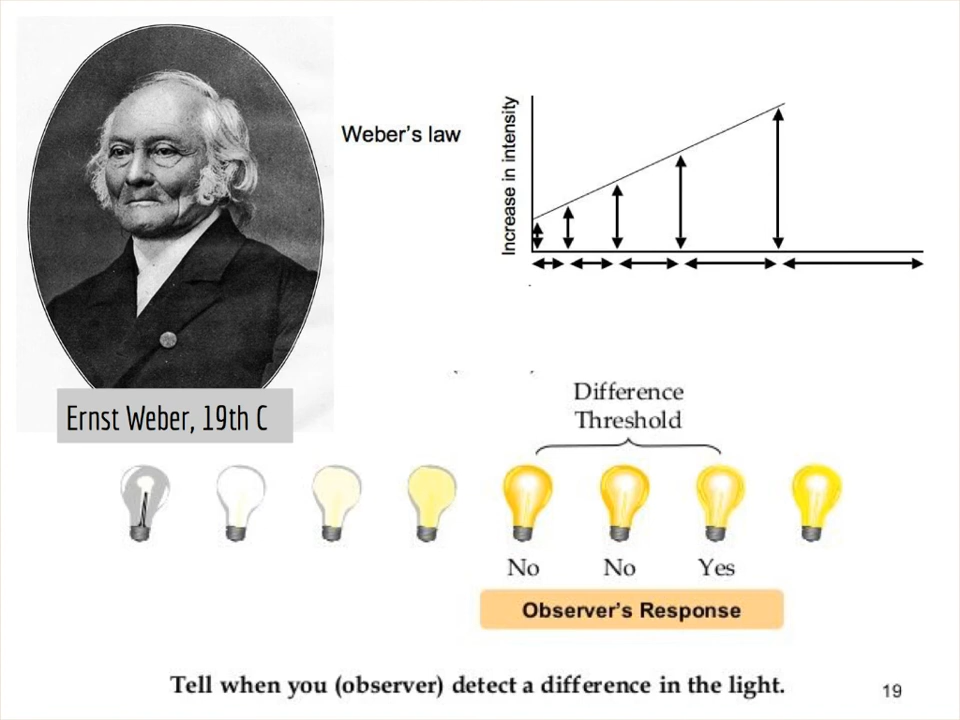 Weber's law
Increase in intensity
Ernst Weber, 19th C
Difference
Threshold
No No Yes
Observer's Response
Tell when you (observer) detect a difference in the light.
19